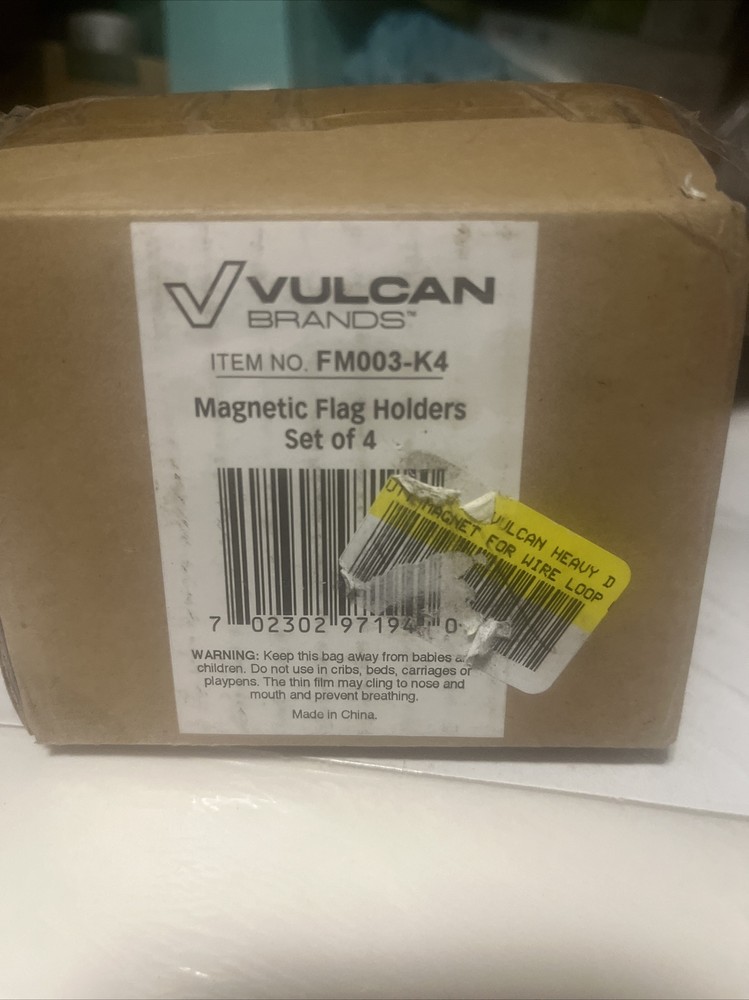 VULCAN
BRANDS™
ITEM NO. FM003-K4
Magnetic Flag Holders
Set of 4
7 02302 97194 0
VULCAN HEAVY D
MAGNET FOR WIRE LOOP
WARNING: Keep this bag away from babies
children. Do not use in cribs, beds, carriages or
playpens. The thin film may cling to nose and
mouth and prevent breathing.
Made in China.